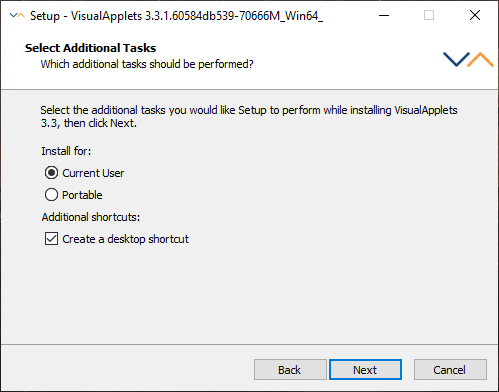 Setup - VisualApplets 3.3.1.60584db539-70666M_Win64_
Select Additional Tasks
Which additional tasks should be performed?
Select the additional tasks you would like Setup to perform while installing VisualApplets
3.3, then click Next.
Install for:
Current User
Portable
Additional shortcuts:
Create a desktop shortcut
Back
Next
Cancel